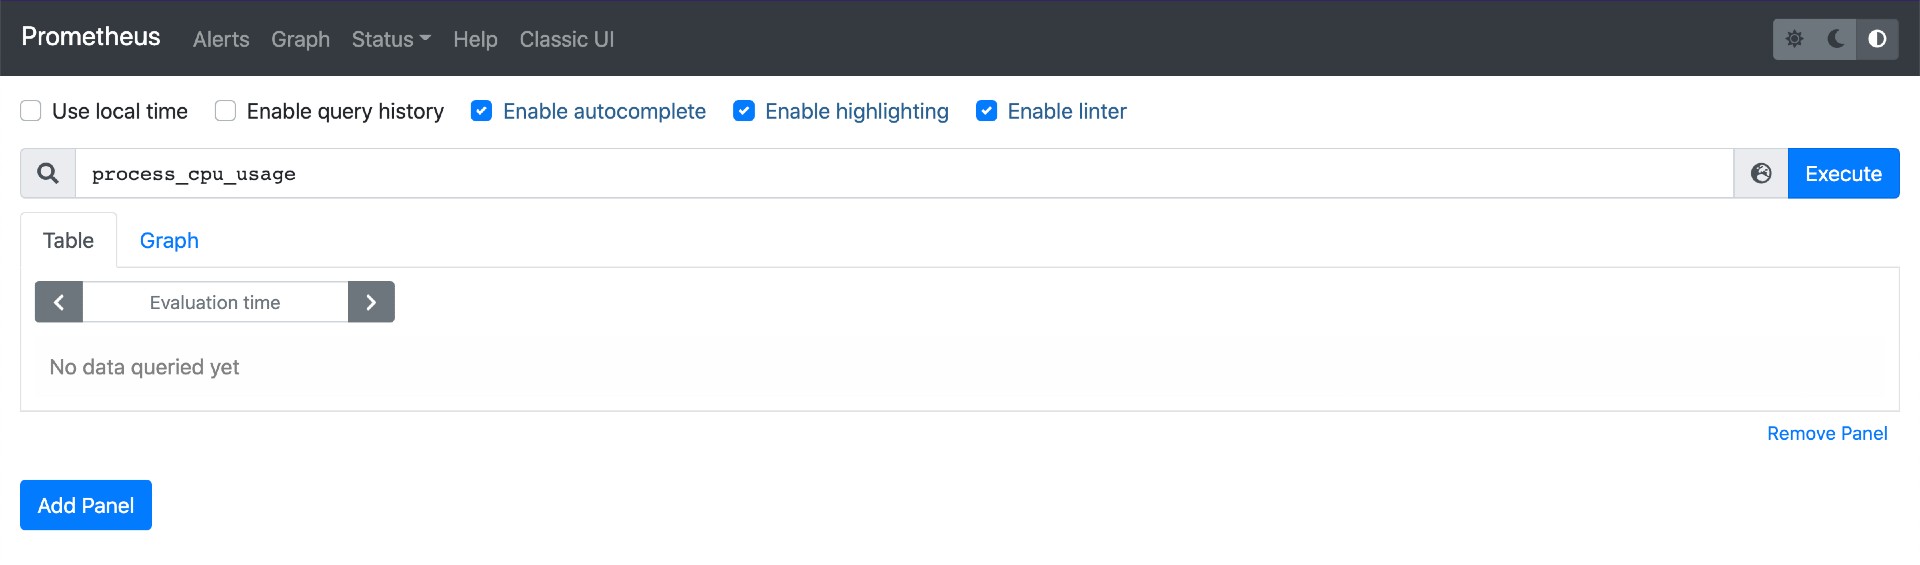 Prometheus Alerts Graph Status Help Classic UI
Use local time Enable query history Enable autocomplete Enable highlighting Enable linter
process_cpu_usage Execute
Table Graph
Evaluation time
No data queried yet
Remove Panel
Add Panel